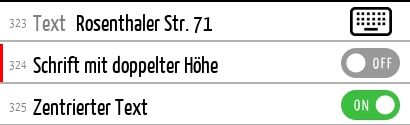 323 Text Rosenthaler Str. 71
324 Schrift mit doppelter Höhe OFF
325 Zentrierter Text ON